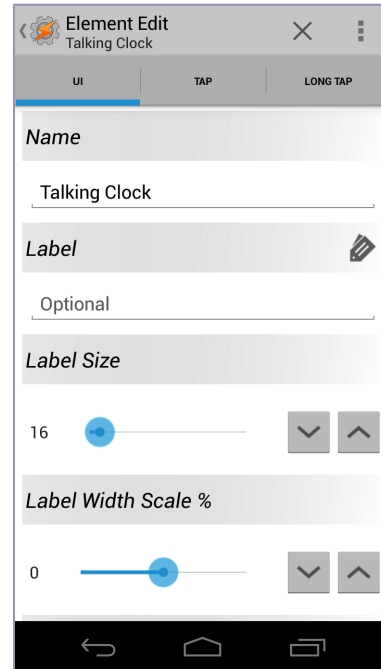 Element Edit
Talking Clock
UI
TAP
LONG TAP
Name
Talking Clock
Label
Optional
Label Size
16
Label Width Scale %
0